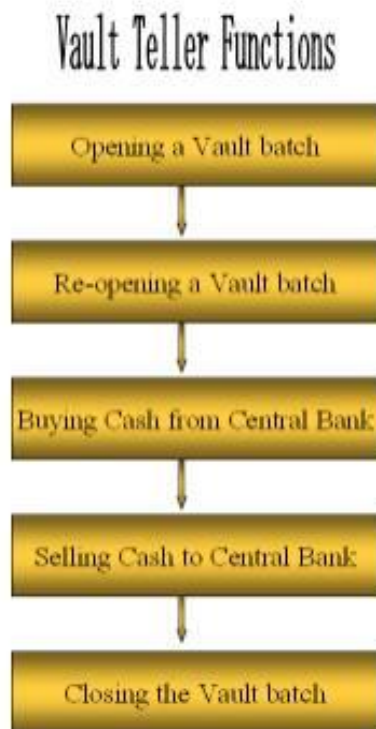 Vault Teller Functions
Opening a Vault batch
Re-opening a Vault batch
Buying Cash from Central Bank
Selling Cash to Central Bank
Closing the Vault batch